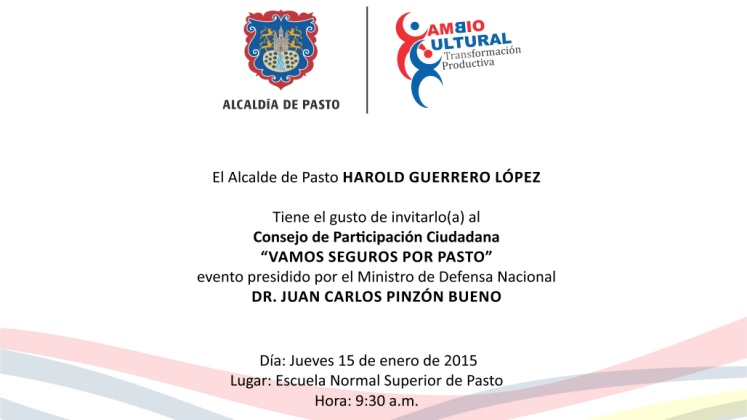 ALCALDÍA DE PASTO
CAMBIO
CULTURAL
Transformación
Productiva
El Alcalde de Pasto HAROLD GUERRERO LÓPEZ
Tiene el gusto de invitarlo(a) al
Consejo de Participación Ciudadana
“VAMOS SEGUROS POR PASTO”
evento presidido por el Ministro de Defensa Nacional
DR. JUAN CARLOS PINZÓN BUENO
Día: Jueves 15 de enero de 2015
Lugar: Escuela Normal Superior de Pasto
Hora: 9:30 a.m.